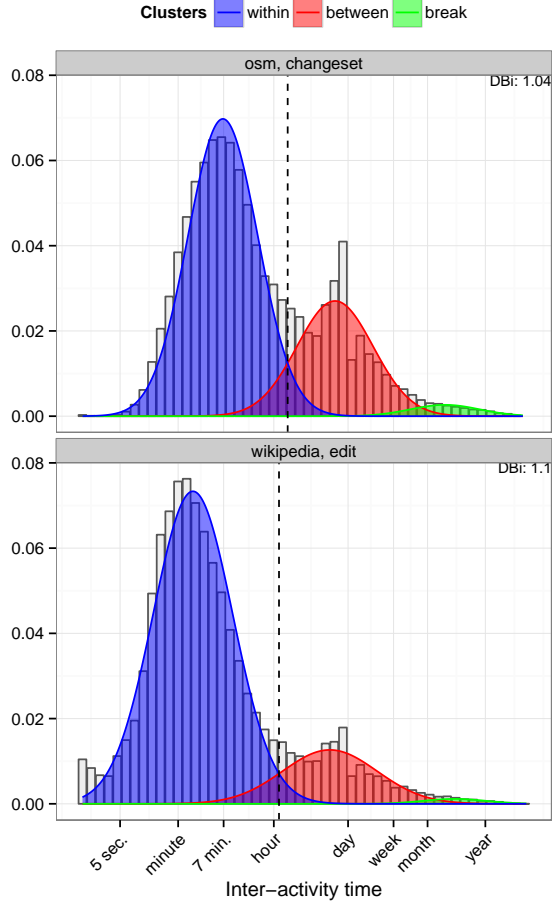 Clusters within between break
osm, changeset
DBi: 1.04
0.08
0.06
0.04
0.02
0.00
wikipedia, edit
DBi: 1.1
0.08
0.06
0.04
0.02
0.00
5 sec. minute 7 min. hour day week month year
Inter−activity time